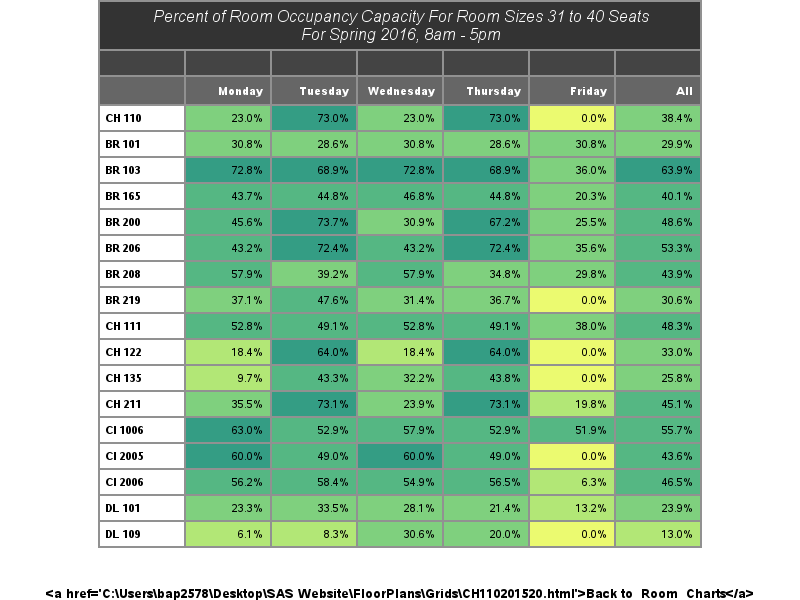 Percent of Room Occupancy Capacity For Room Sizes 31 to 40 Seats
For Spring 2016, 8am - 5pm
Monday Tuesday Wednesday Thursday Friday All
CH 110 23.0% 73.0% 23.0% 73.0% 0.0% 38.4%
BR 101 30.8% 28.6% 30.8% 28.6% 30.8% 29.9%
BR 103 72.8% 68.9% 72.8% 68.9% 36.0% 63.9%
BR 165 43.7% 44.8% 46.8% 44.8% 20.3% 40.1%
BR 200 45.6% 73.7% 30.9% 67.2% 25.5% 48.6%
BR 206 43.2% 72.4% 43.2% 72.4% 35.6% 53.3%
BR 208 57.9% 39.2% 57.9% 34.8% 29.8% 43.9%
BR 219 37.1% 47.6% 31.4% 36.7% 0.0% 30.6%
CH 111 52.8% 49.1% 52.8% 49.1% 38.0% 48.3%
CH 122 18.4% 64.0% 18.4% 64.0% 0.0% 33.0%
CH 135 9.7% 43.3% 32.2% 43.8% 0.0% 25.8%
CH 211 35.5% 73.1% 23.9% 73.1% 19.8% 45.1%
CI 1006 63.0% 52.9% 57.9% 52.9% 51.9% 55.7%
CI 2005 60.0% 49.0% 60.0% 49.0% 0.0% 43.6%
CI 2006 56.2% 58.4% 54.9% 56.5% 6.3% 46.5%
DL 101 23.3% 33.5% 28.1% 21.4% 13.2% 23.9%
DL 109 6.1% 8.3% 30.6% 20.0% 0.0% 13.0%
<a href='C:\Users\bap2578\Desktop\SAS Website\FloorPlans\Grids\CH110201520.html'>Back to Room Charts</a>